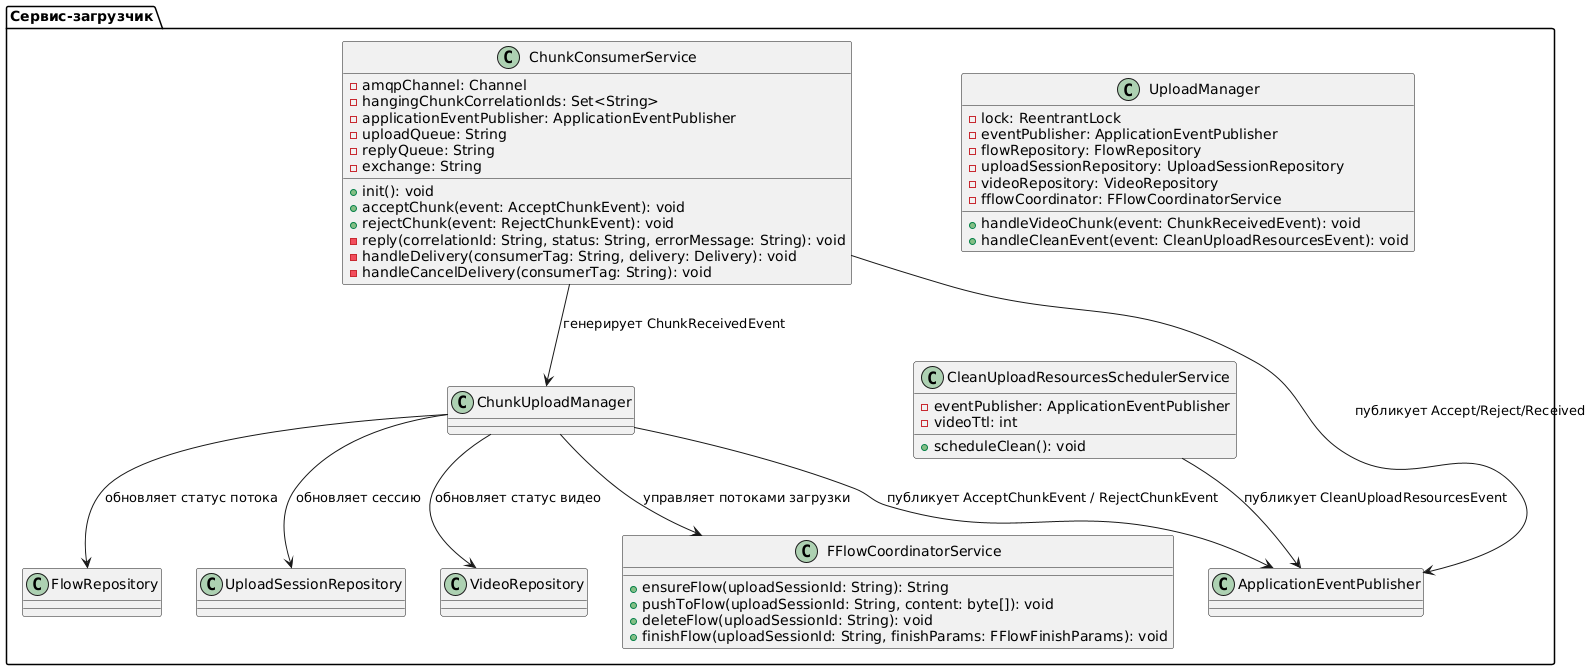 Сервис-загрузчик
C ChunkConsumerService
amqpChannel: Channel
hangingChunkCorrelationIds: Set<String>
applicationEventPublisher: ApplicationEventPublisher
uploadQueue: String
replyQueue: String
exchange: String
init(): void
acceptChunk(event: AcceptChunkEvent): void
rejectChunk(event: RejectChunkEvent): void
reply(correlationId: String, status: String, errorMessage: String): void
handleDelivery(consumerTag: String, delivery: Delivery): void
handleCancelDelivery(consumerTag: String): void
C UploadManager
lock: ReentrantLock
eventPublisher: ApplicationEventPublisher
flowRepository: FlowRepository
uploadSessionRepository: UploadSessionRepository
videoRepository: VideoRepository
fflowCoordinator: FFlowCoordinatorService
handleVideoChunk(event: ChunkReceivedEvent): void
handleCleanEvent(event: CleanUploadResourcesEvent): void
генерирует ChunkReceivedEvent
C ChunkUploadManager
C CleanUploadResourcesSchedulerService
eventPublisher: ApplicationEventPublisher
videoTtl: int
scheduleClean(): void
публикует Accept/Reject/Received
обновляет статус потока
обновляет сессию
обновляет статус видео
управляет потоками загрузки
публикует AcceptChunkEvent / RejectChunkEvent
публикует CleanUploadResourcesEvent
C FlowRepository
C UploadSessionRepository
C VideoRepository
C FFlowCoordinatorService
ensureFlow(uploadSessionId: String): String
pushToFlow(uploadSessionId: String, content: byte[]): void
deleteFlow(uploadSessionId: String): void
finishFlow(uploadSessionId: String, finishParams: FFlowFinishParams): void
C ApplicationEventPublisher